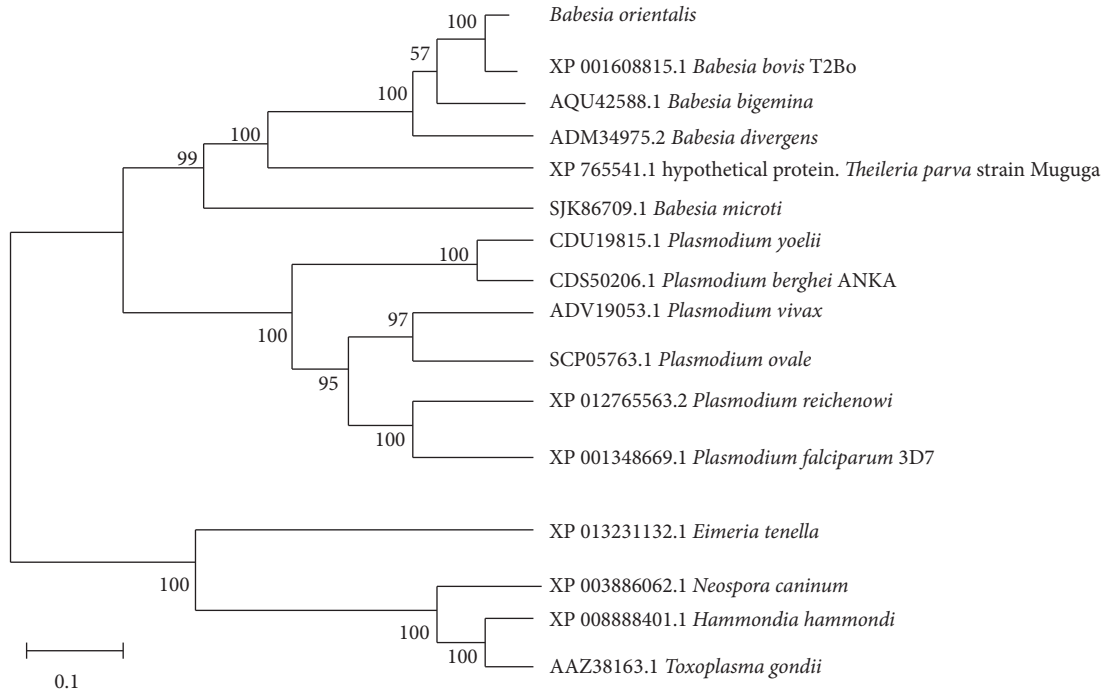 100
Babesia orientalis
57
XP 001608815.1 Babesia bovis T2Bo
100
AQU42588.1 Babesia bigemina
100
ADM34975.2 Babesia divergens
99
XP 765541.1 hypothetical protein. Theileria parva strain Muguga
SJK86709.1 Babesia microti
CDU19815.1 Plasmodium yoelii
100
CDS50206.1 Plasmodium berghei ANKA
97
ADV19053.1 Plasmodium vivax
100
SCP05763.1 Plasmodium ovale
95
XP 012765563.2 Plasmodium reichenowi
100
XP 001348669.1 Plasmodium falciparum 3D7
XP 013231132.1 Eimeria tenella
100
XP 003886062.1 Neospora caninum
XP 008888401.1 Hammondia hammondi
100
100
AAZ38163.1 Toxoplasma gondii
0.1